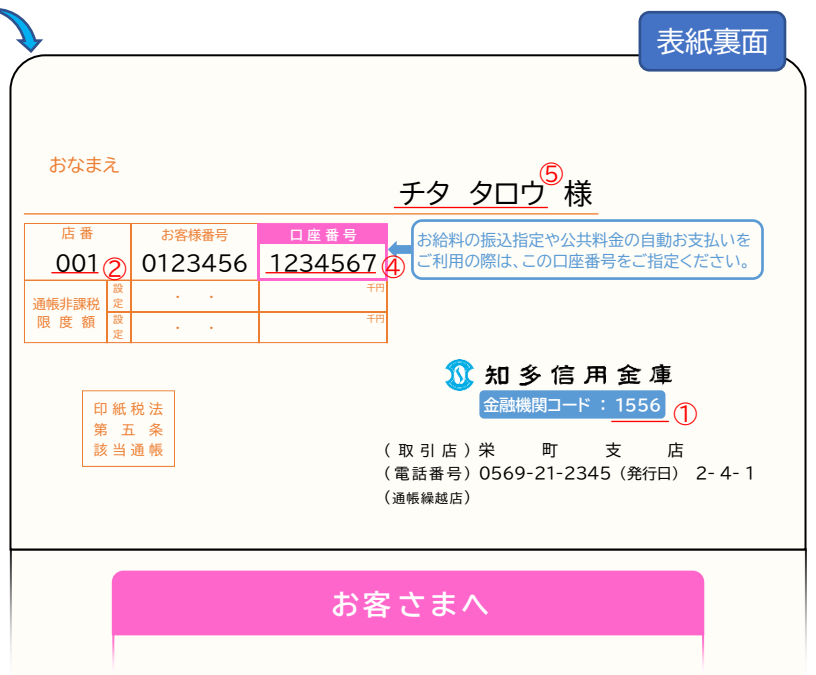 表紙裏面
おなまえ
チタ タロウ⑤様
店番 お客様番号 口座番号
001② 0123456 1234567④
お給料の振込指定や公共料金の自動お支払いを
ご利用の際は、この口座番号をご指定ください。
通帳非課税限度額
設定 ・ ・ 千円
設定 ・ ・ 千円
知多信用金庫
金融機関コード：1556 ①
印紙税法
第五条
該当通帳
(取引店)栄町支店
(電話番号)0569-21-2345(発行日) 2-4-1
(通帳繰越店)
お客さまへ